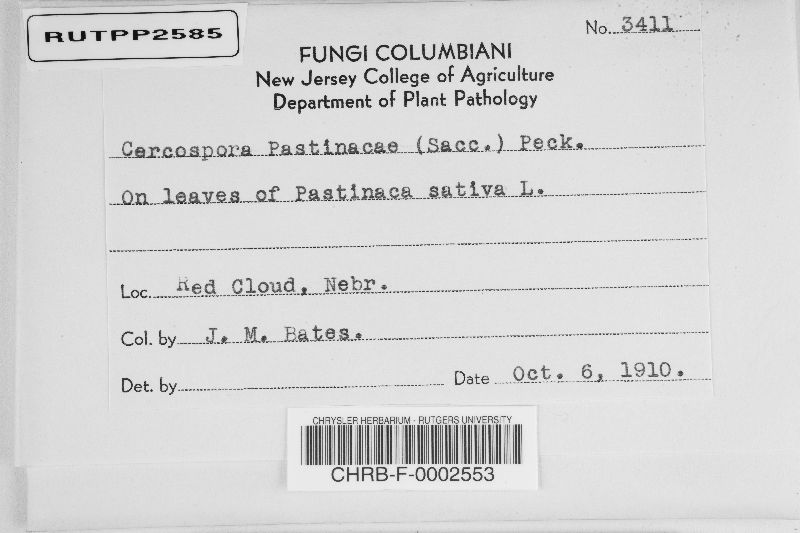 RUTPP2585
No. 3411
FUNGI COLUMBIANI
New Jersey College of Agriculture
Department of Plant Pathology
Cercospora Pastinacae (Sacc.) Peck.
On leaves of Pastinaca sativa L.
Loc. Red Cloud, Nebr.
Col. by J. M. Bates.
Det. by
Date Oct. 6, 1910.
CHRYSLER HERBARIUM - RUTGERS UNIVERSITY
CHRB-F-0002553